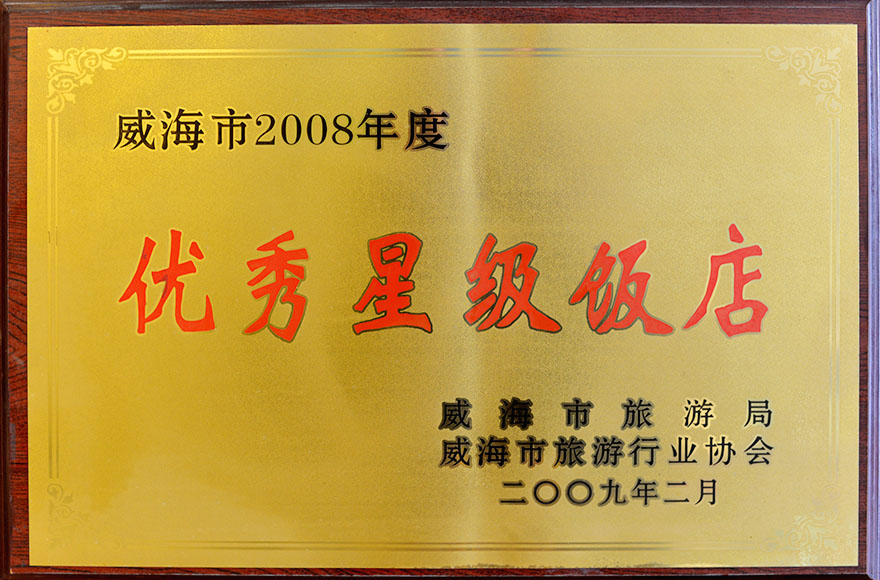 威海市2008年度
优秀星级饭店
威海市旅游局
威海市旅游行业协会
二〇〇九年二月